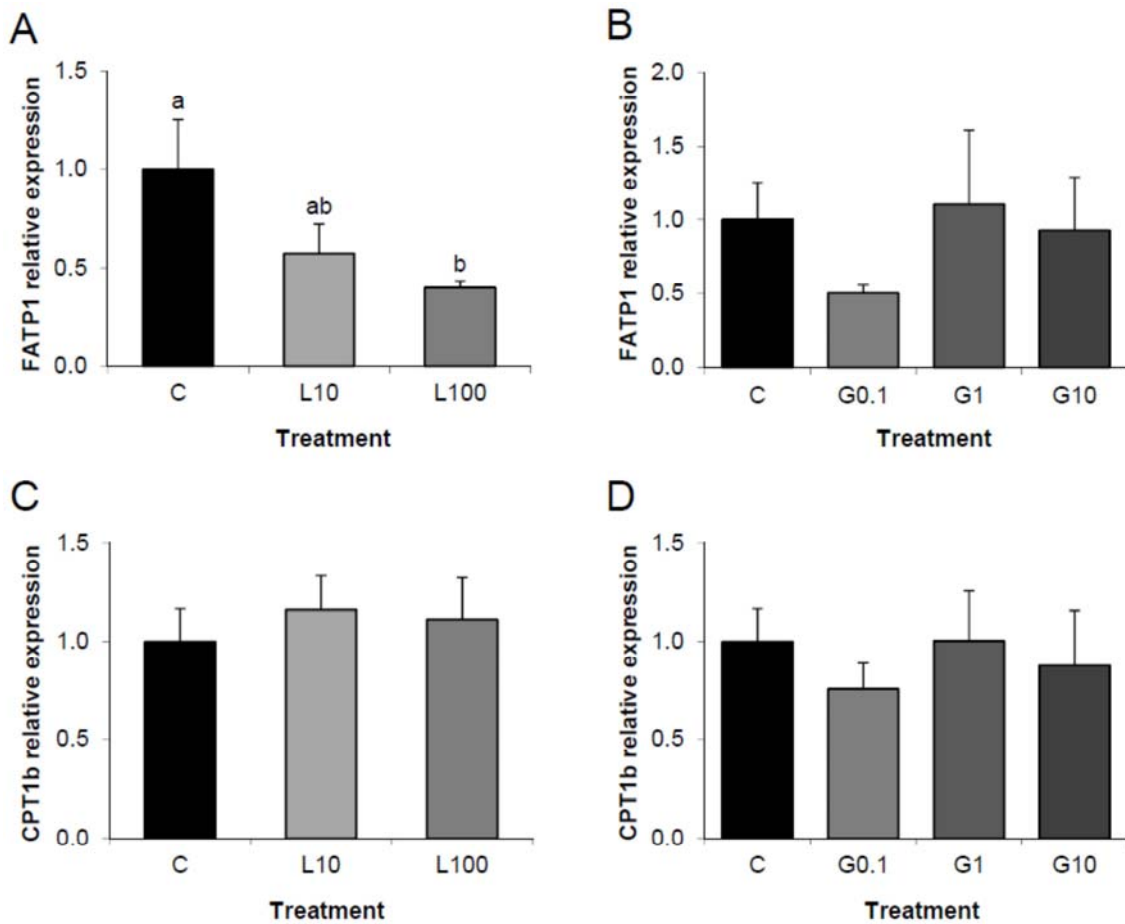 A
FATP1 relative expression
1.5
1.0
0.5
0.0
a
ab
b
C L10 L100
Treatment
B
FATP1 relative expression
2.0
1.5
1.0
0.5
0.0
C G0.1 G1 G10
Treatment
C
CPT1b relative expression
1.5
1.0
0.5
0.0
C L10 L100
Treatment
D
CPT1b relative expression
1.5
1.0
0.5
0.0
C G0.1 G1 G10
Treatment